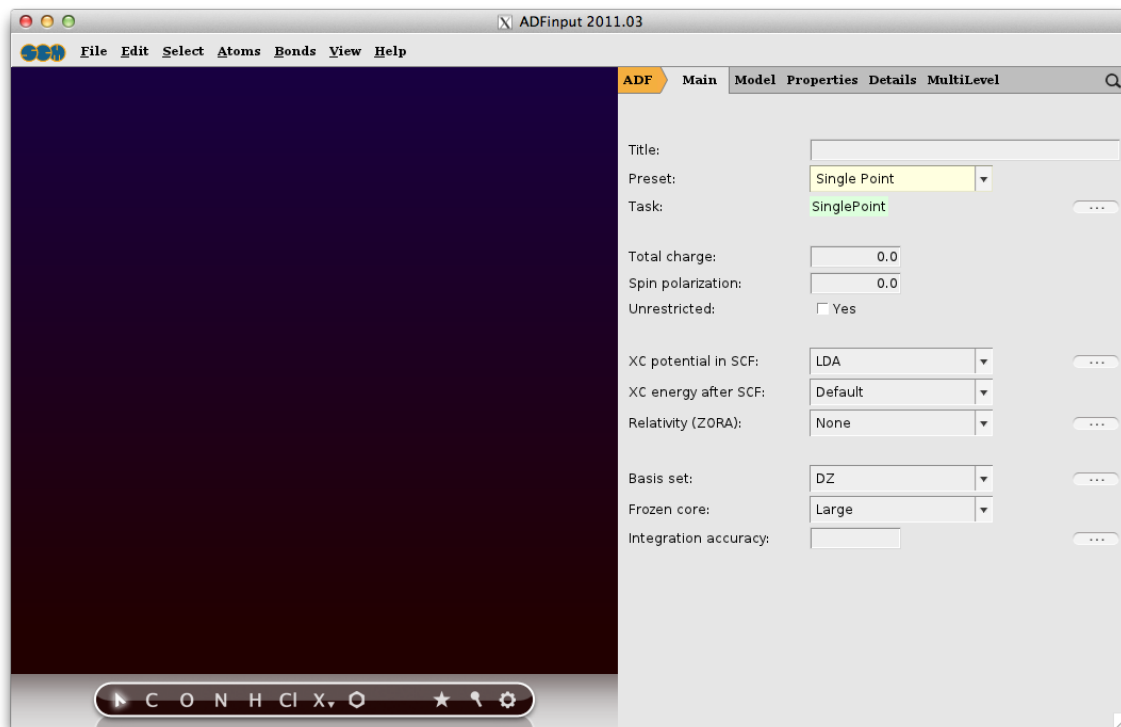 ADFinput 2011.03
SCM File Edit Select Atoms Bonds View Help
ADF Main Model Properties Details MultiLevel
Title:
Preset: Single Point
Task: SinglePoint ...
Total charge: 0.0
Spin polarization: 0.0
Unrestricted: Yes
XC potential in SCF: LDA ...
XC energy after SCF: Default
Relativity (ZORA): None ...
Basis set: DZ ...
Frozen core: Large
Integration accuracy: ...
C O N H Cl X